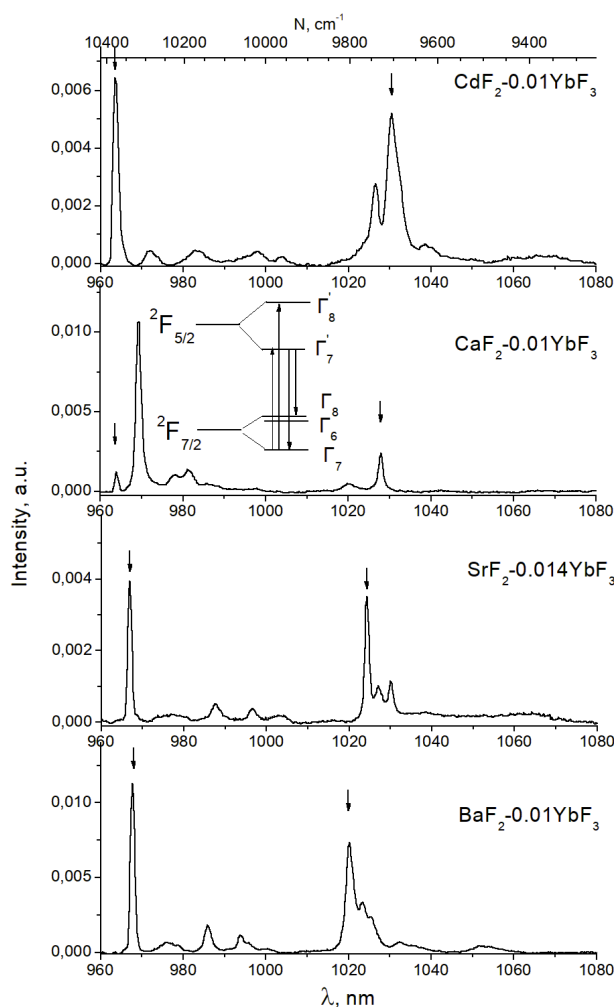 N, cm⁻¹
10400 10200 10000 9800 9600 9400
CdF₂-0.01YbF₃
0,006
0,004
0,002
0,000
960 980 1000 1020 1040 1060 1080
CaF₂-0.01YbF₃
0,010
0,005
0,000
²F₅/₂
Γ₈'
Γ₇'
²F₇/₂
Γ₈
Γ₆
Γ₇
960 980 1000 1020 1040 1060 1080
Intensity, a.u.
SrF₂-0.014YbF₃
0,004
0,002
0,000
960 980 1000 1020 1040 1060 1080
BaF₂-0.01YbF₃
0,010
0,005
0,000
960 980 1000 1020 1040 1060 1080
λ, nm